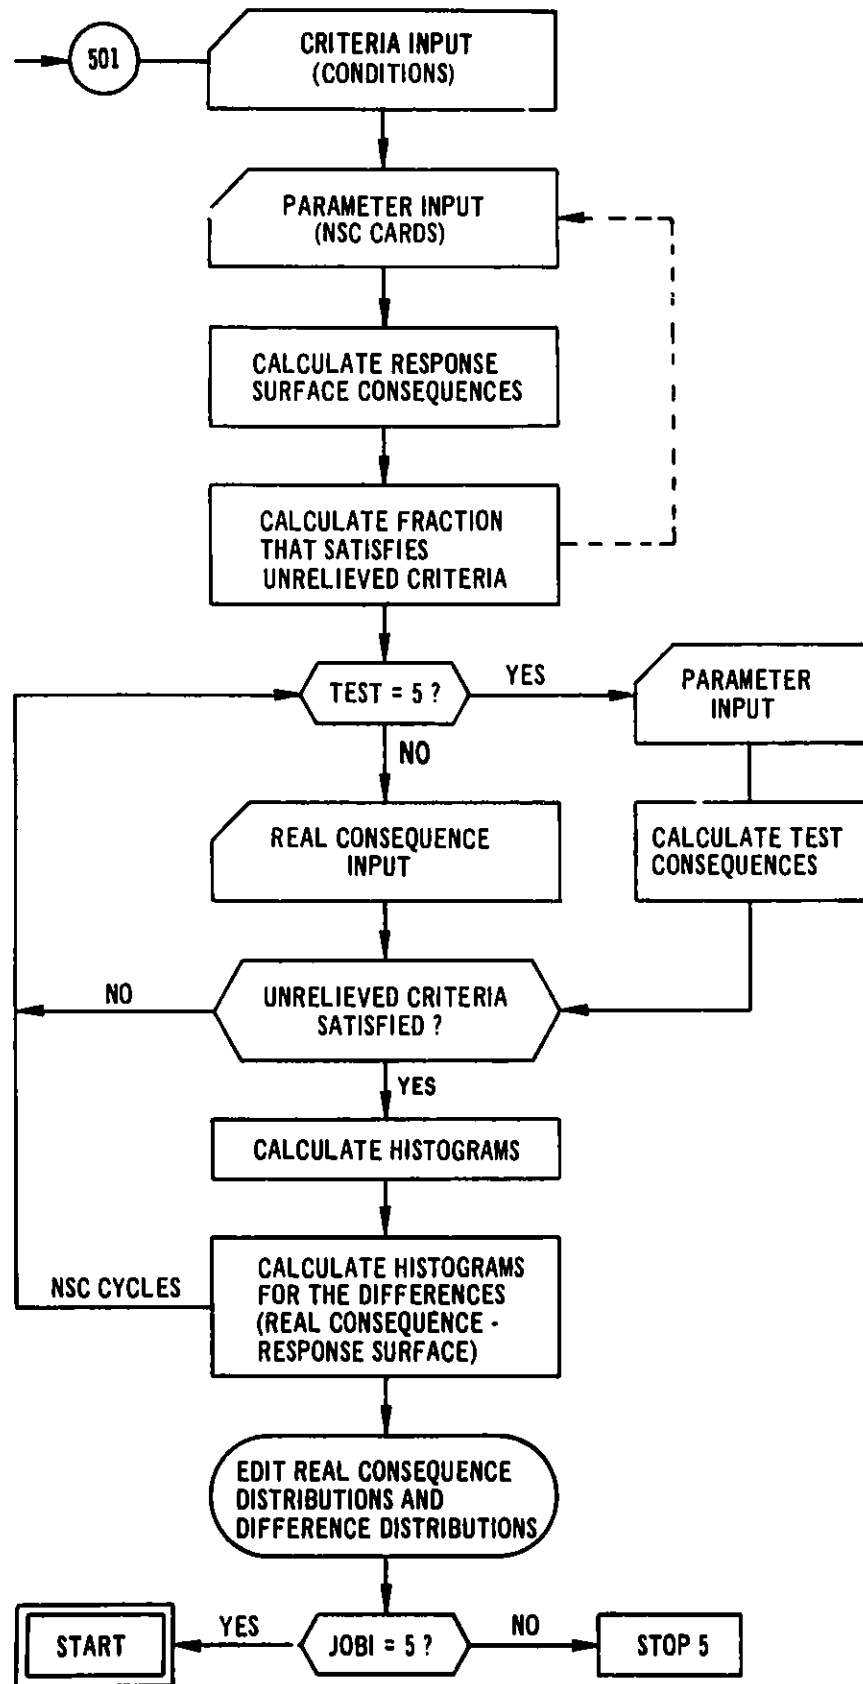 501
CRITERIA INPUT
(CONDITIONS)
PARAMETER INPUT
(NSC CARDS)
CALCULATE RESPONSE
SURFACE CONSEQUENCES
CALCULATE FRACTION
THAT SATISFIES
UNRELIEVED CRITERIA
TEST = 5 ?
YES
PARAMETER
INPUT
NO
REAL CONSEQUENCE
INPUT
CALCULATE TEST
CONSEQUENCES
NO
UNRELIEVED CRITERIA
SATISFIED ?
YES
CALCULATE HISTOGRAMS
NSC CYCLES
CALCULATE HISTOGRAMS
FOR THE DIFFERENCES
(REAL CONSEQUENCE -
RESPONSE SURFACE)
EDIT REAL CONSEQUENCE
DISTRIBUTIONS AND
DIFFERENCE DISTRIBUTIONS
START
YES
JOBI = 5 ?
NO
STOP 5